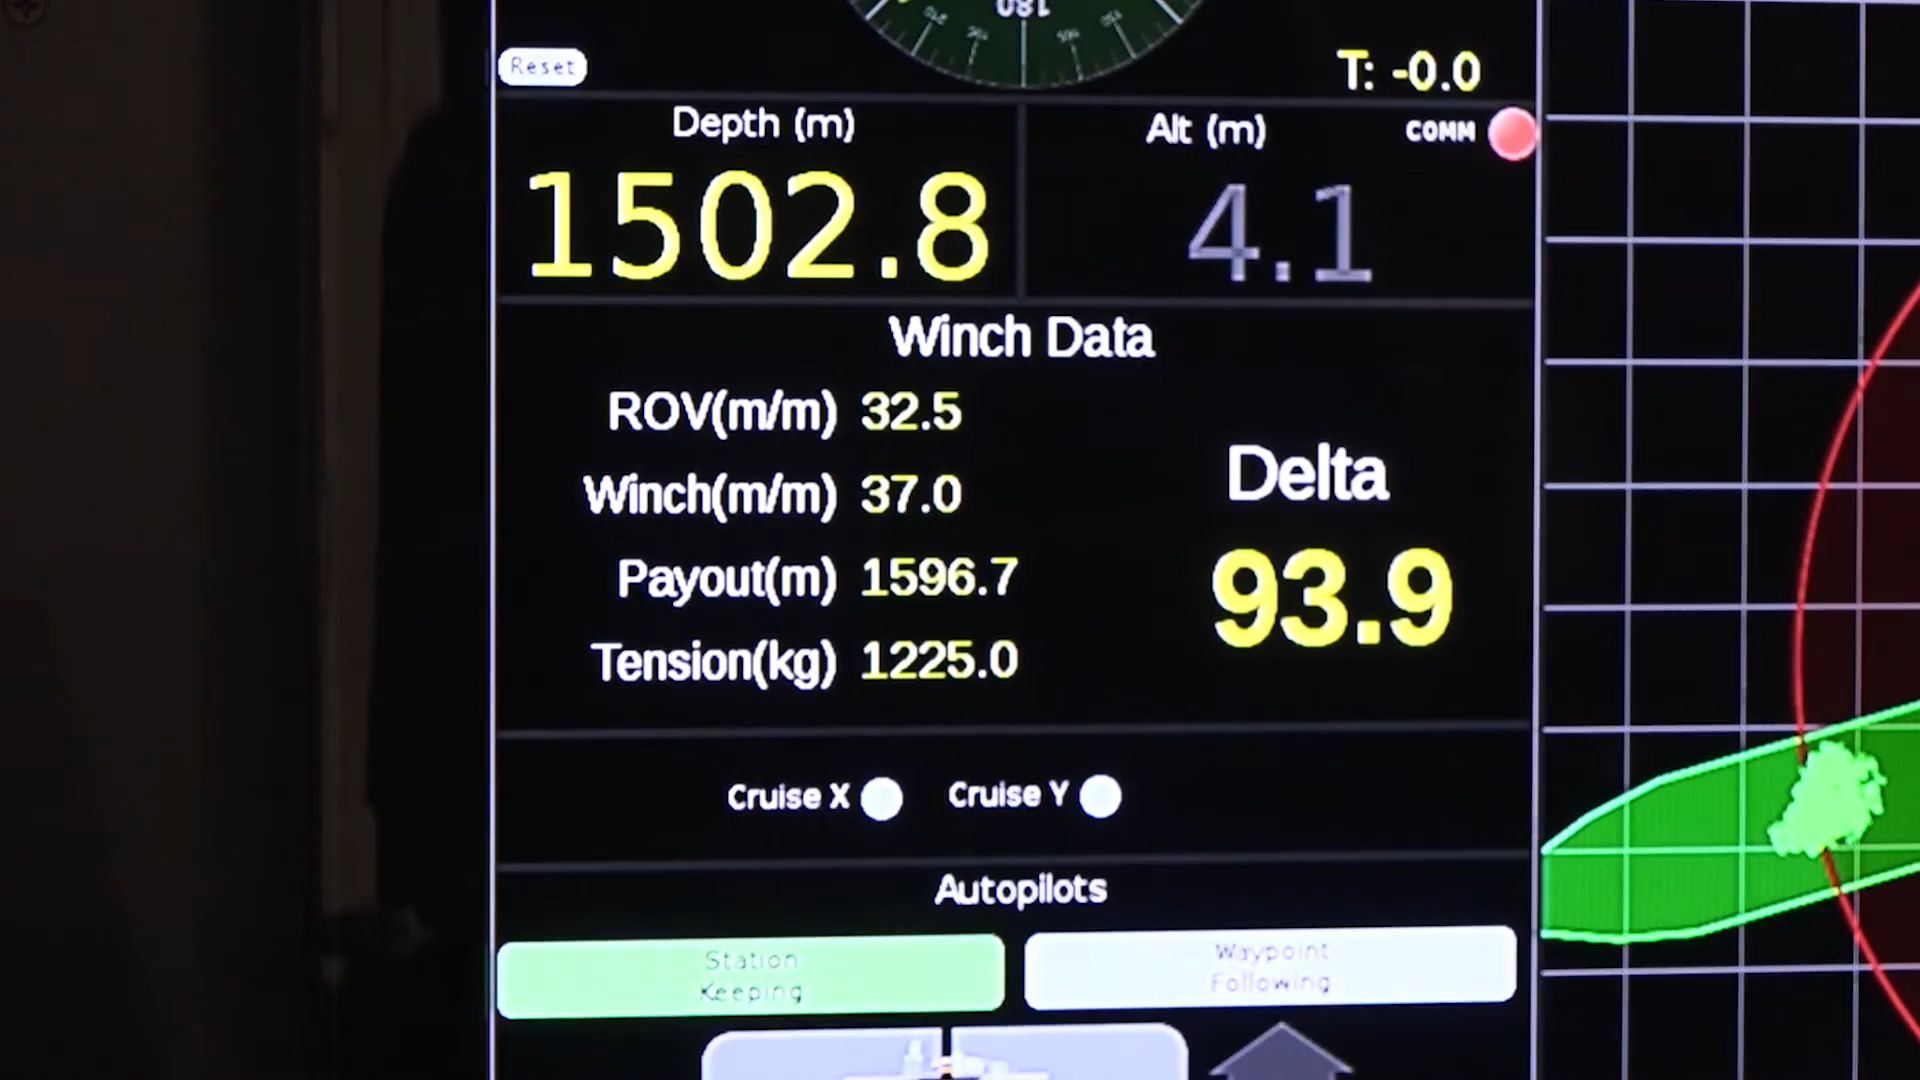 180
Reset
T: -0.0
Depth (m)
Alt (m)
COMM
1502.8
4.1
Winch Data
ROV(m/m) 32.5
Winch(m/m) 37.0
Delta
93.9
Payout(m) 1596.7
Tension(kg) 1225.0
Cruise X
Cruise Y
Autopilots
Station
Keeping
Waypoint
Following